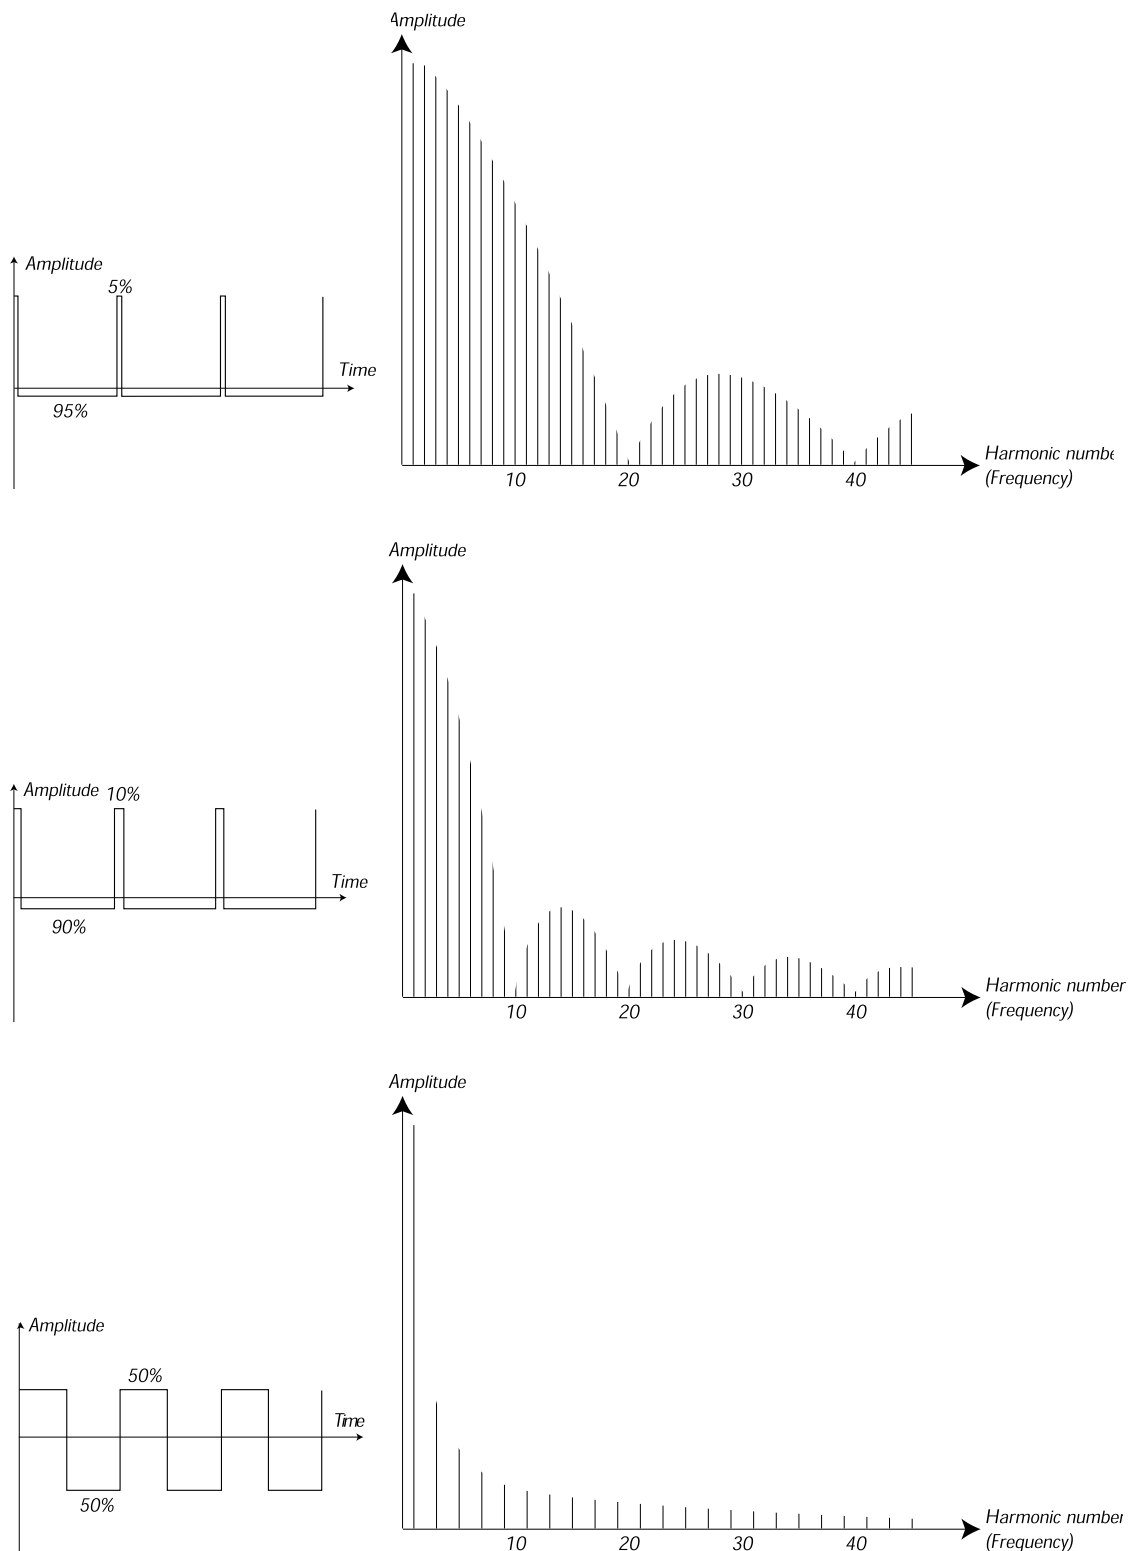 Amplitude
Amplitude
5%
Time
95%
Harmonic numbe
(Frequency)
10 20 30 40
Amplitude
Amplitude 10%
Time
90%
Harmonic number
(Frequency)
10 20 30 40
Amplitude
Amplitude
50%
Time
50%
Harmonic number
(Frequency)
10 20 30 40